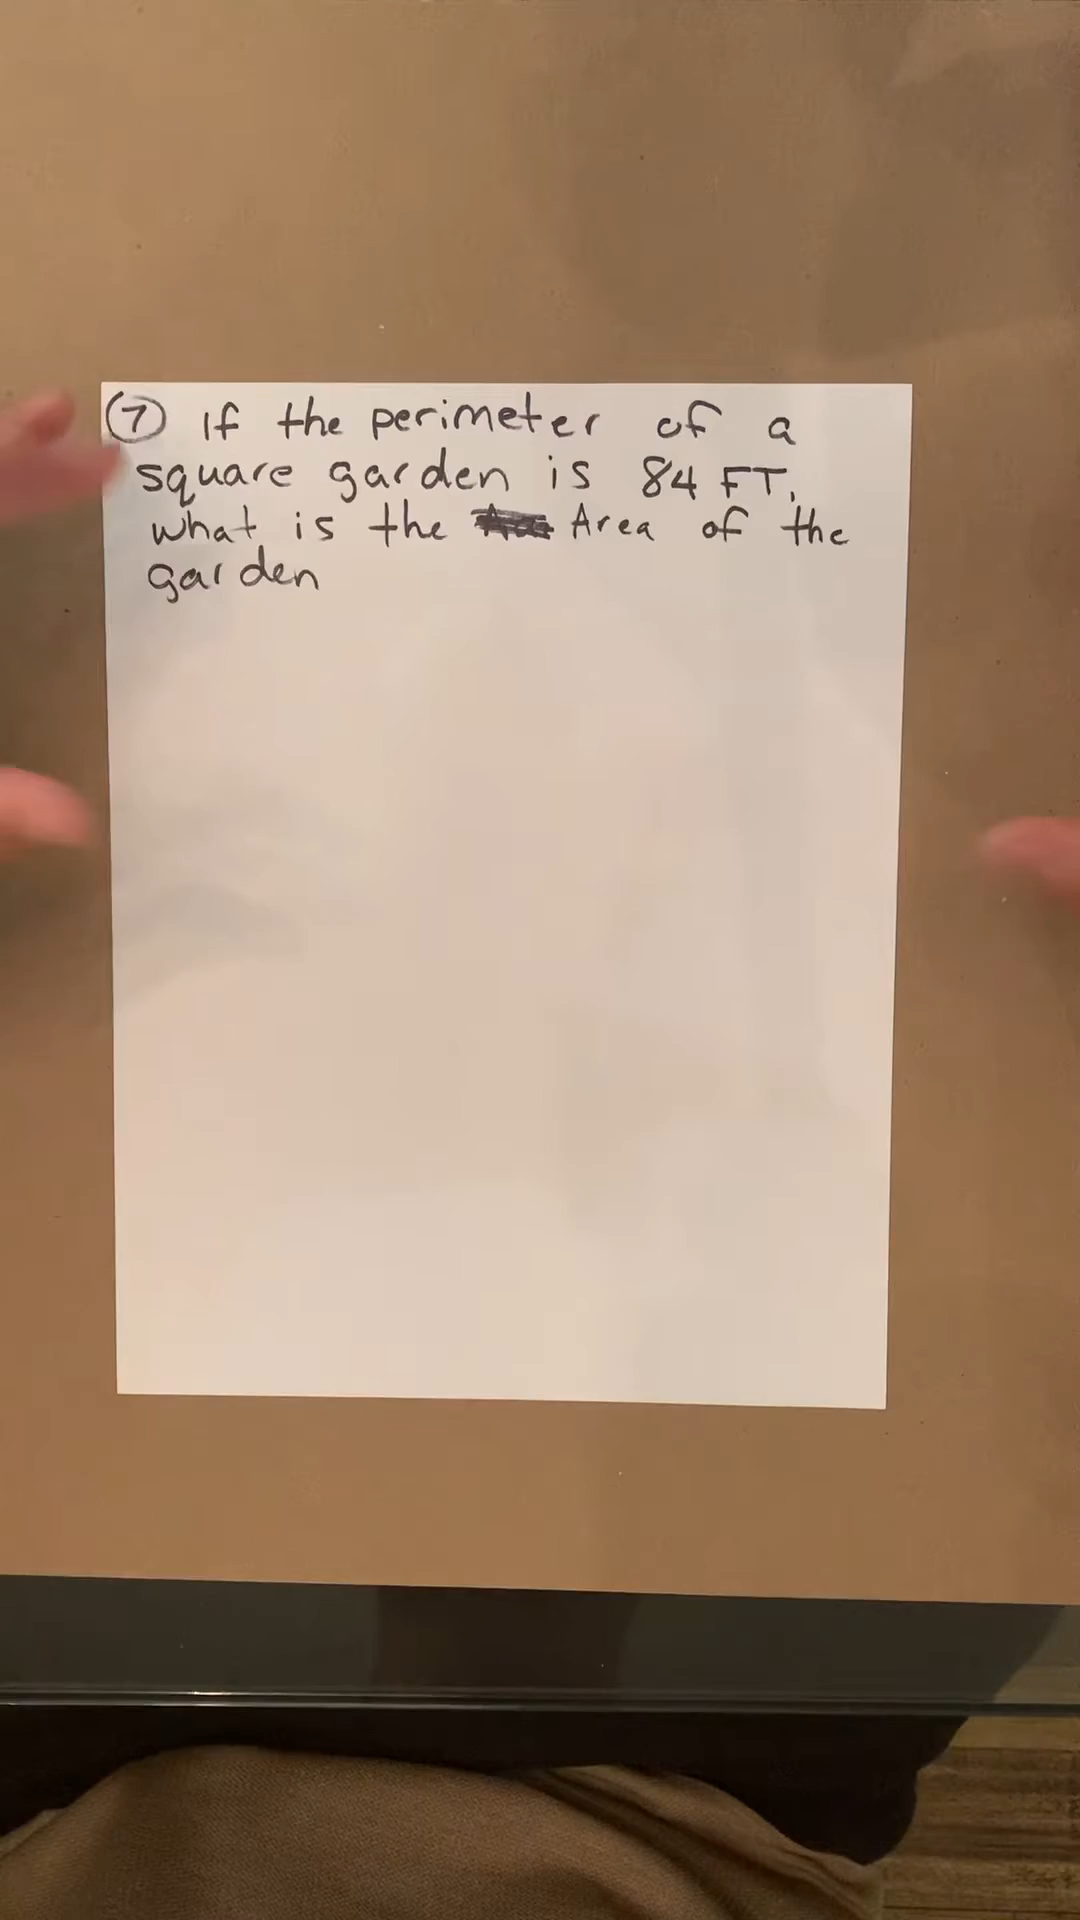 7 If the perimeter of a
square garden is 84 FT,
what is the Area of the
garden